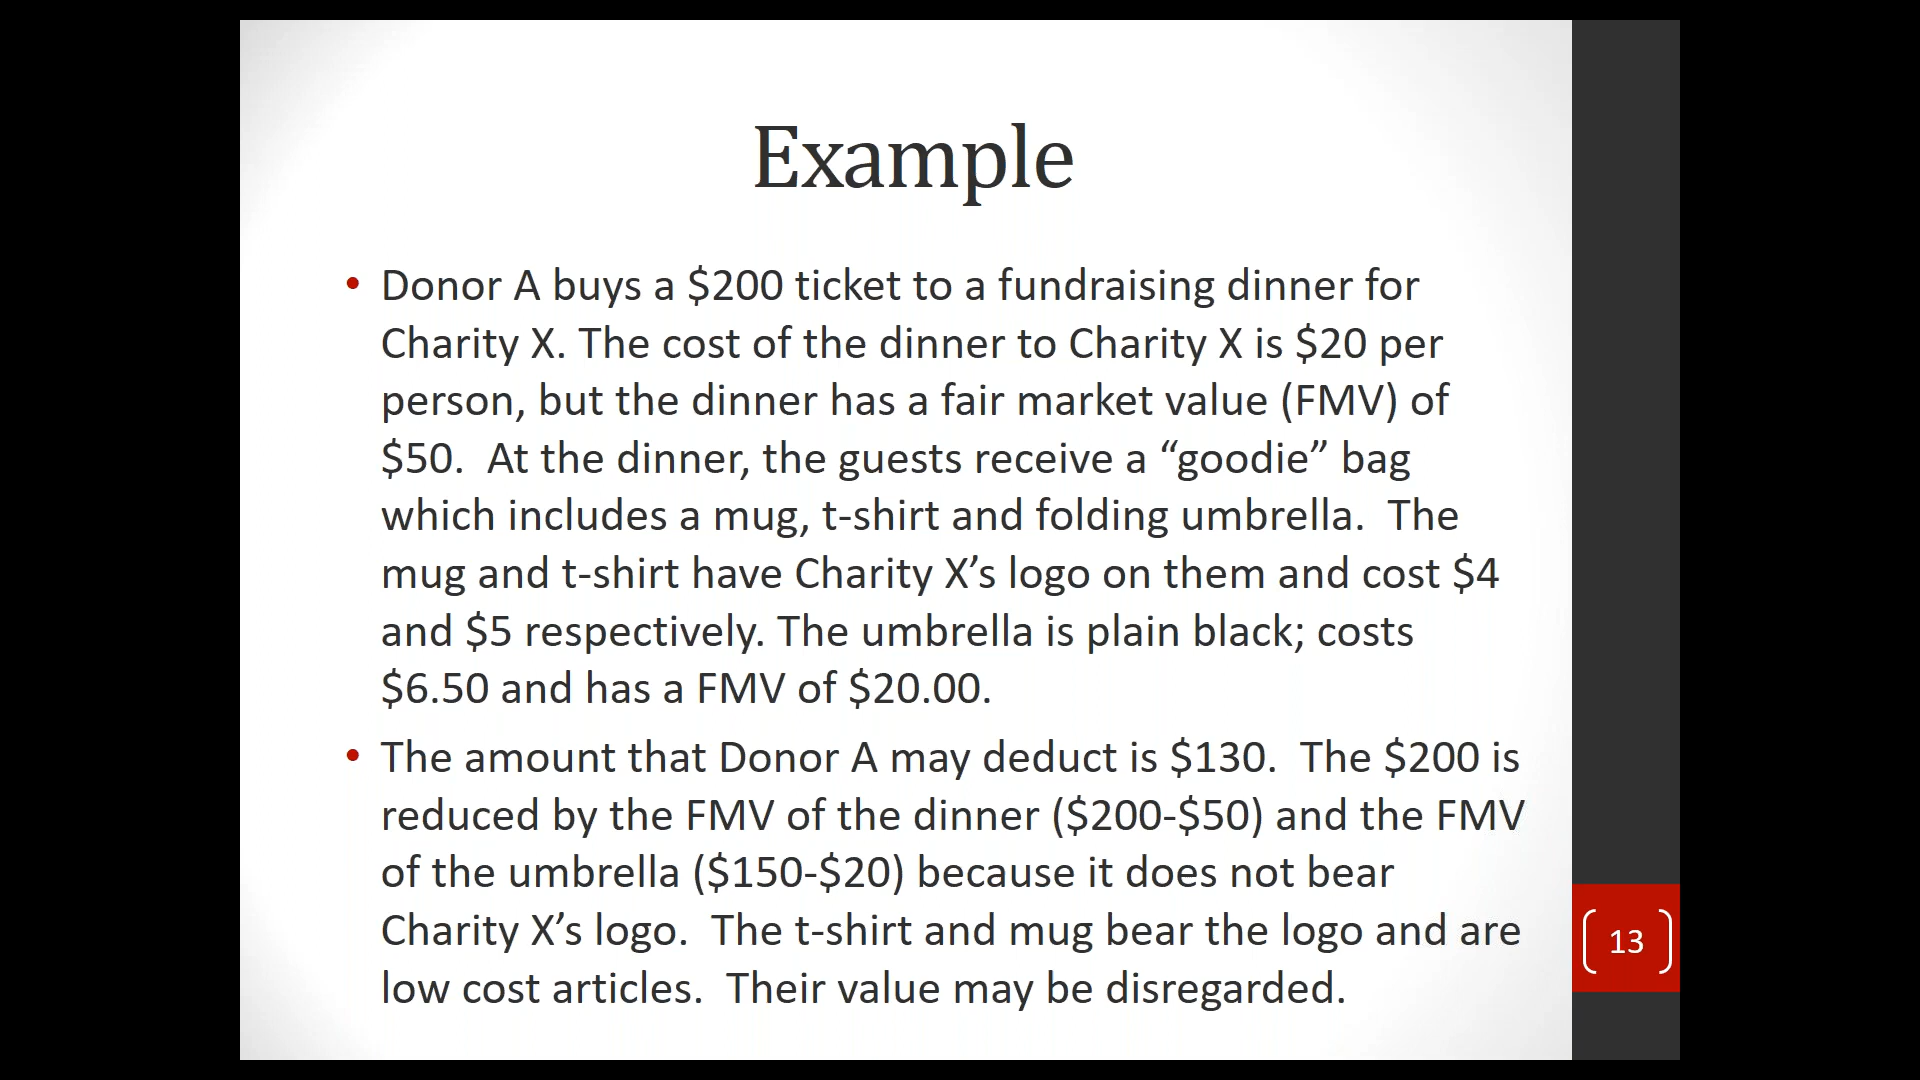 Example
• Donor A buys a $200 ticket to a fundraising dinner for
Charity X. The cost of the dinner to Charity X is $20 per
person, but the dinner has a fair market value (FMV) of
$50.  At the dinner, the guests receive a “goodie” bag
which includes a mug, t-shirt and folding umbrella.  The
mug and t-shirt have Charity X’s logo on them and cost $4
and $5 respectively. The umbrella is plain black; costs
$6.50 and has a FMV of $20.00.
• The amount that Donor A may deduct is $130.  The $200 is
reduced by the FMV of the dinner ($200-$50) and the FMV
of the umbrella ($150-$20) because it does not bear
Charity X’s logo.  The t-shirt and mug bear the logo and are
low cost articles.  Their value may be disregarded.
13